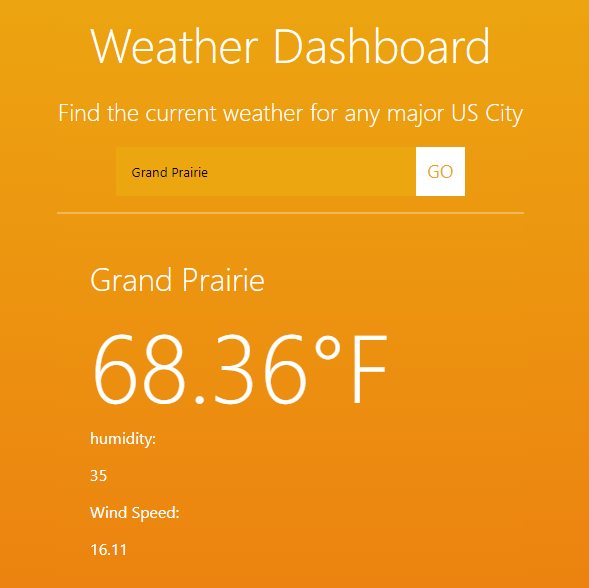 Weather Dashboard
Find the current weather for any major US City
Grand Prairie GO
Grand Prairie
68.36°F
humidity:
35
Wind Speed:
16.11